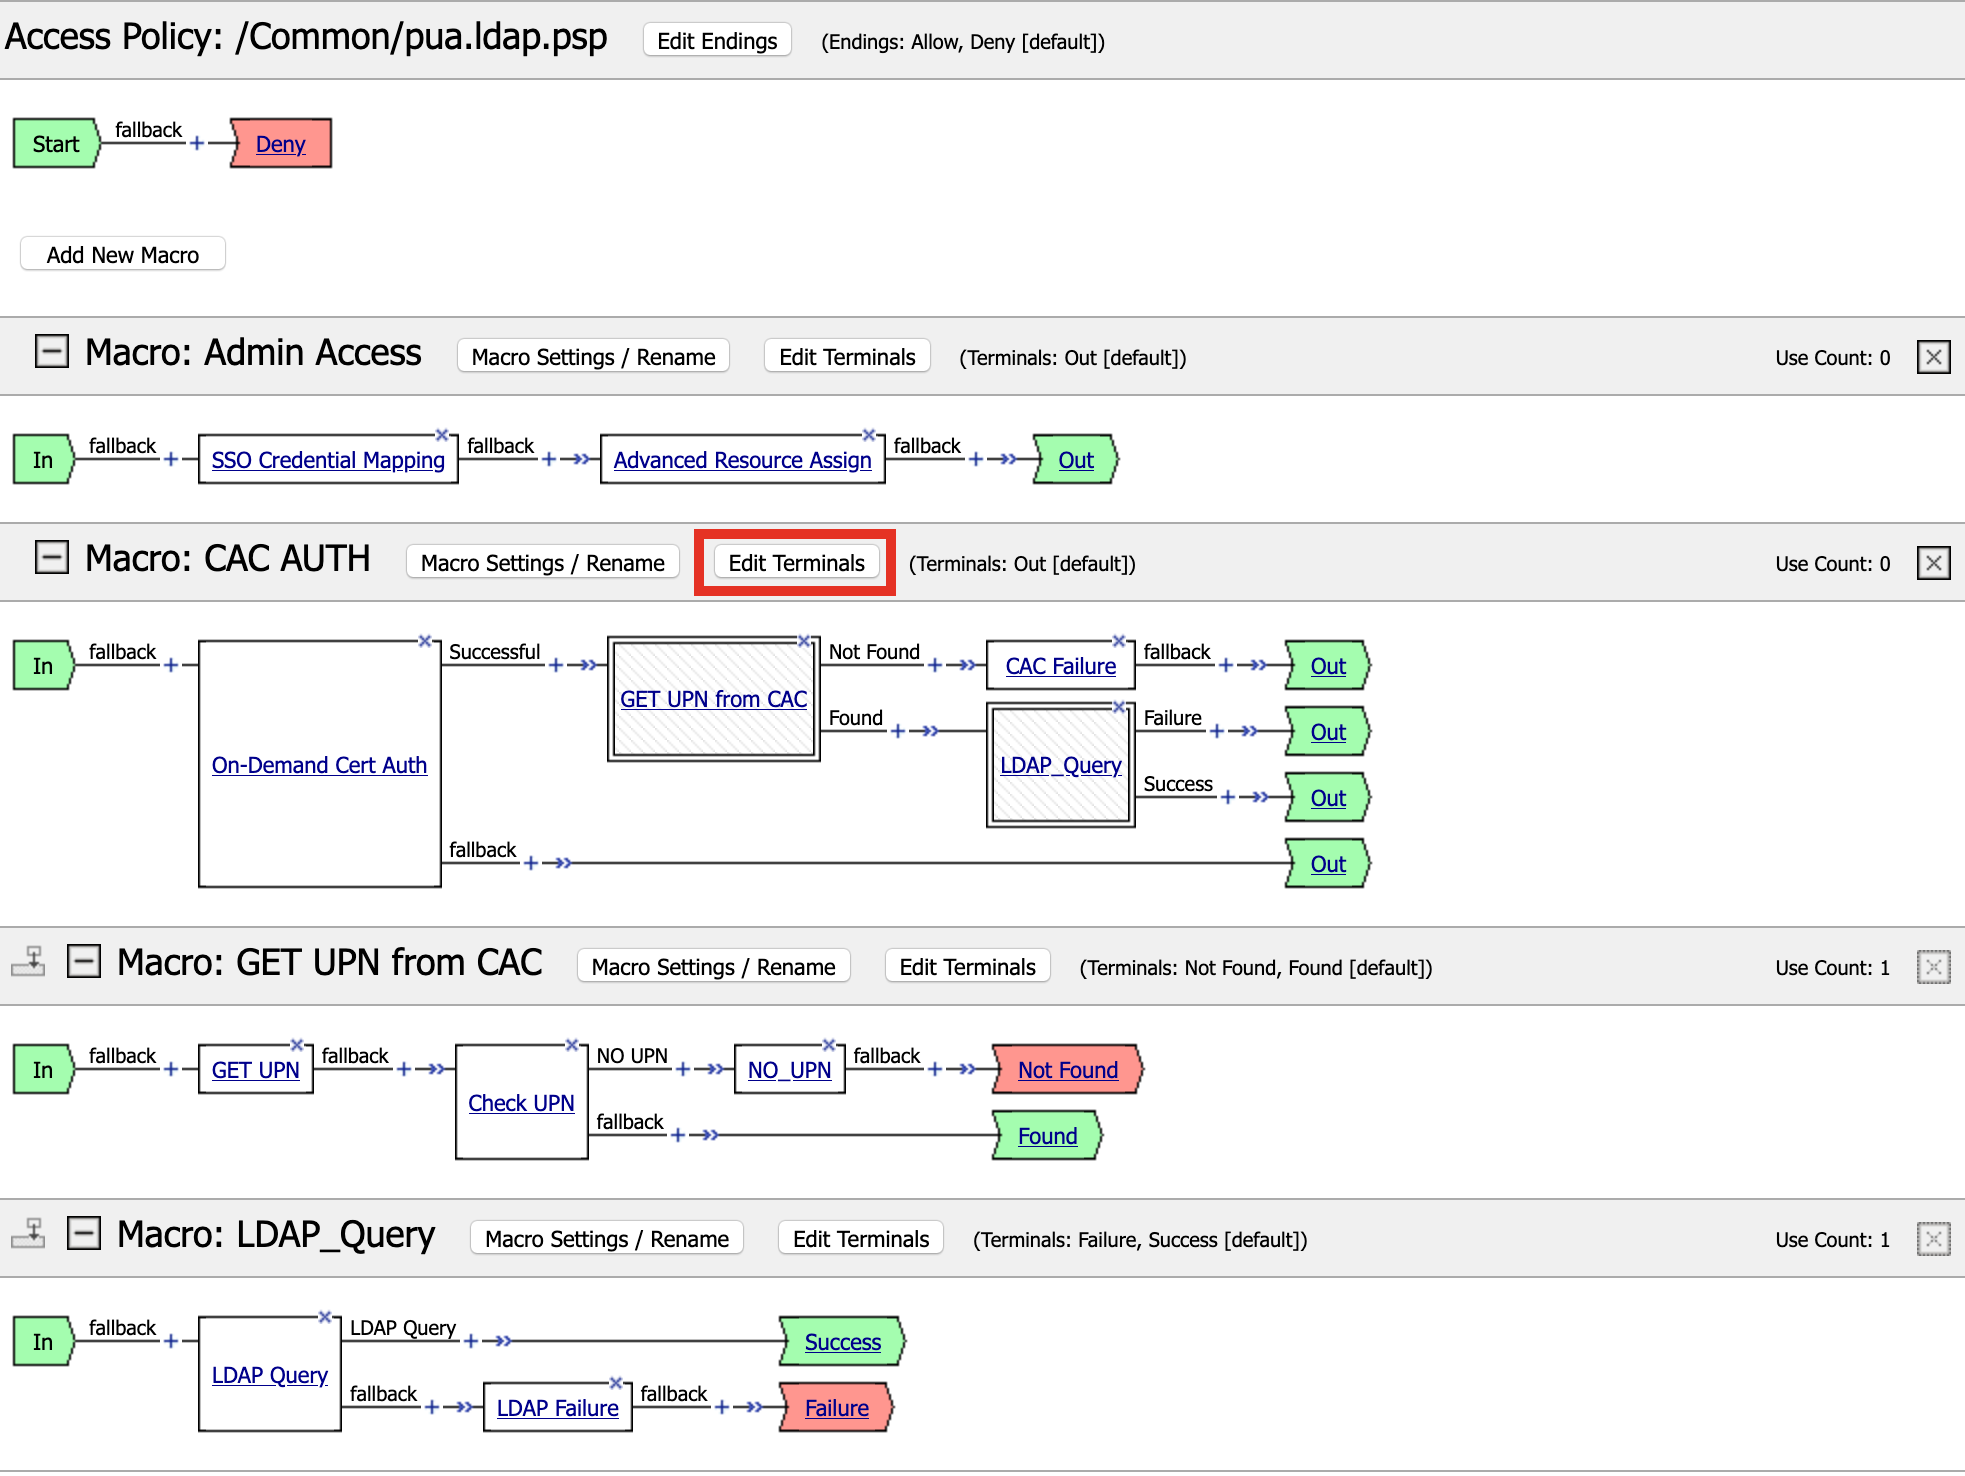 Access Policy: /Common/pua.ldap.psp Edit Endings (Endings: Allow, Deny [default])
Start fallback Deny
Add New Macro
Macro: Admin Access Macro Settings / Rename Edit Terminals (Terminals: Out [default]) Use Count: 0
In fallback SSO Credential Mapping fallback Advanced Resource Assign fallback Out
Macro: CAC AUTH Macro Settings / Rename Edit Terminals (Terminals: Out [default]) Use Count: 0
In fallback Successful Not Found CAC Failure fallback Out
GET UPN from CAC
Found Failure Out
On-Demand Cert Auth LDAP_Query
Success Out
fallback Out
Macro: GET UPN from CAC Macro Settings / Rename Edit Terminals (Terminals: Not Found, Found [default]) Use Count: 1
In fallback GET UPN fallback NO UPN NO_UPN fallback Not Found
Check UPN
fallback Found
Macro: LDAP_Query Macro Settings / Rename Edit Terminals (Terminals: Failure, Success [default]) Use Count: 1
In fallback LDAP Query Success
LDAP Query
fallback LDAP Failure fallback Failure